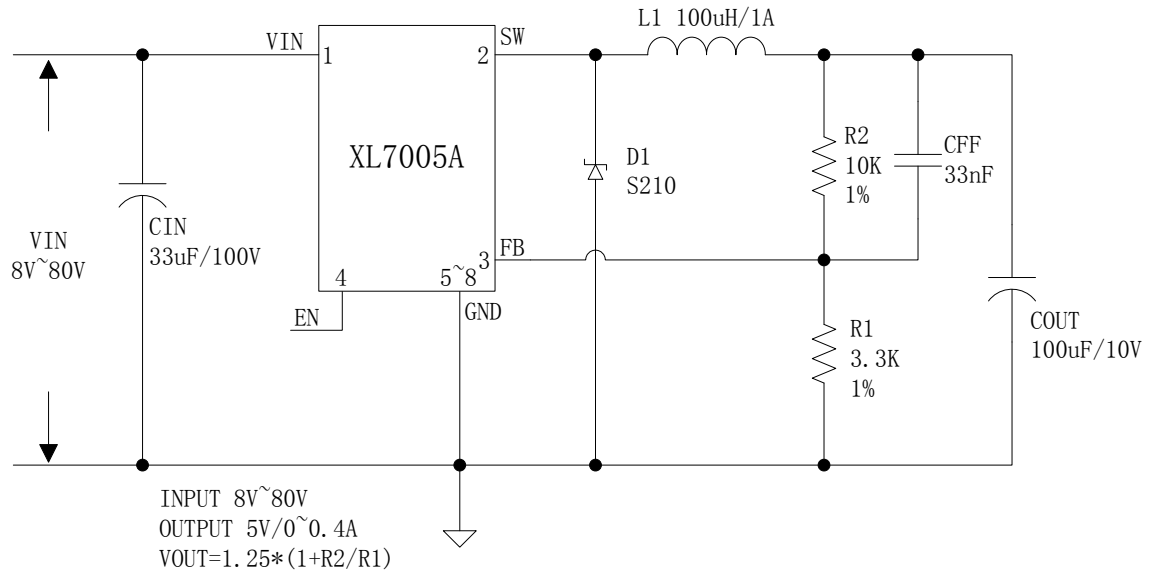 L1 100uH/1A
VIN
1
SW
2
XL7005A
R2
10K
1%
CFF
33nF
D1
S210
CIN
33uF/100V
VIN
8V~80V
FB
3
4
5~8
EN
GND
R1
3.3K
1%
COUT
100uF/10V
INPUT 8V~80V
OUTPUT 5V/0~0.4A
VOUT=1.25*(1+R2/R1)